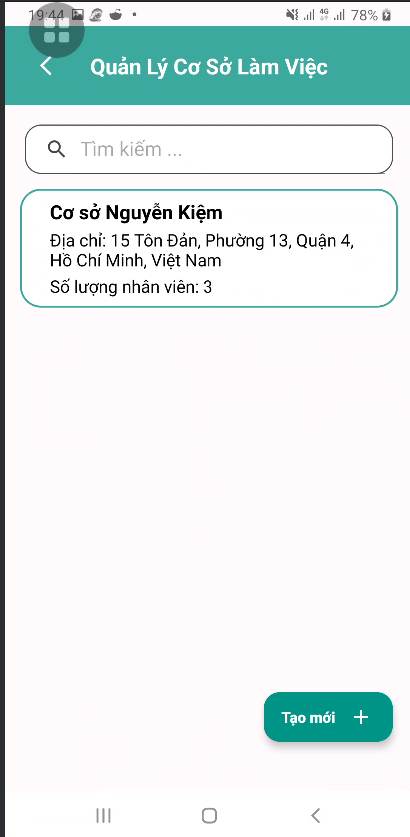 19:44
4G
78%
Quản Lý Cơ Sở Làm Việc
Tìm kiếm ...
Cơ sở Nguyễn Kiệm
Địa chỉ: 15 Tôn Đản, Phường 13, Quận 4,
Hồ Chí Minh, Việt Nam
Số lượng nhân viên: 3
Tạo mới +